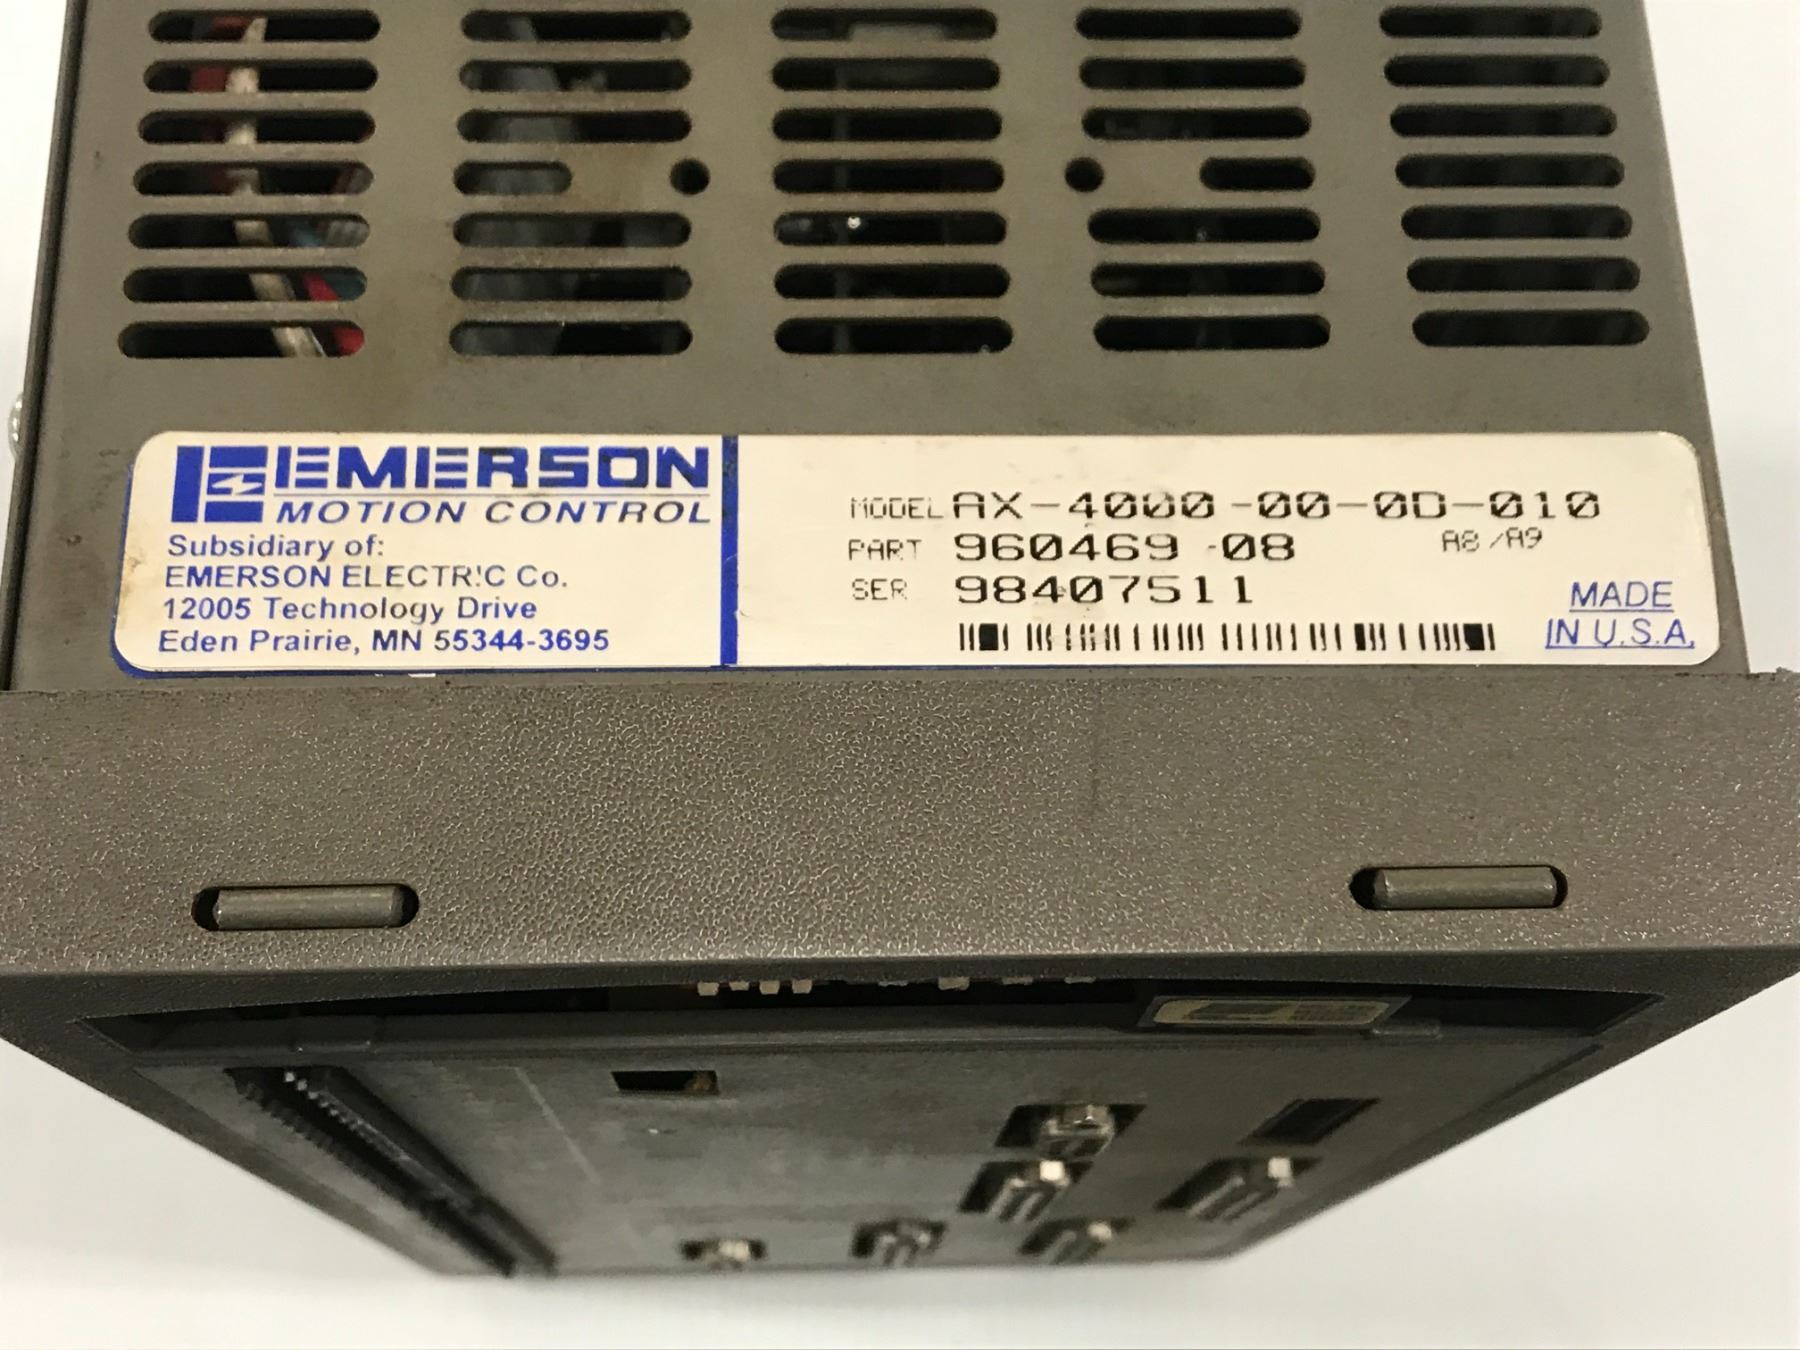 EMERSON
MOTION CONTROL
Subsidiary of:
EMERSON ELECTRIC Co.
12005 Technology Drive
Eden Prairie, MN 55344-3695
MODEL AX-4000-00-0D-010
PART 960469-08 A8/A9
SER 98407511
MADE
IN U.S.A.